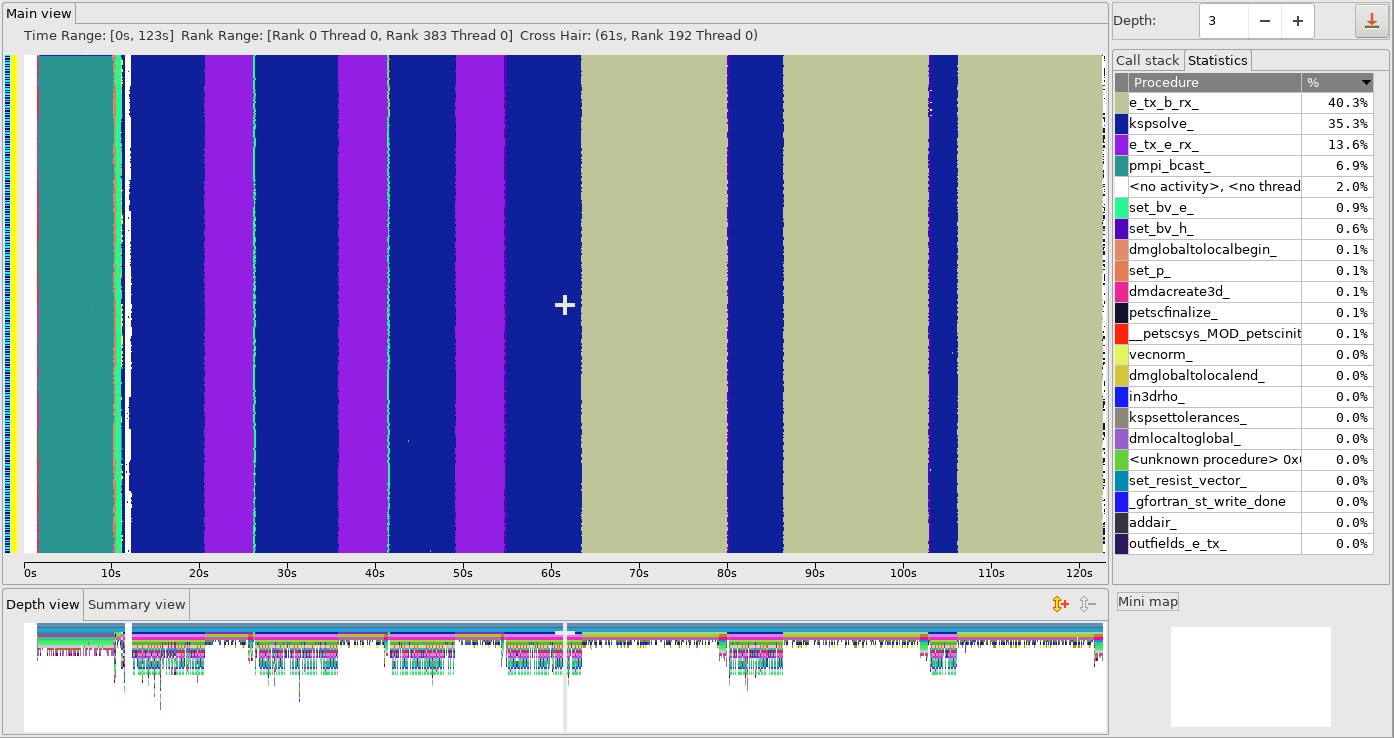 Main view
Time Range: [0s, 123s] Rank Range: [Rank 0 Thread 0, Rank 383 Thread 0] Cross Hair: (61s, Rank 192 Thread 0)
0s 10s 20s 30s 40s 50s 60s 70s 80s 90s 100s 110s 120s
Depth view Summary view
Depth: 3
Call stack Statistics
Procedure %
e_tx_b_rx_ 40.3%
kspsolve_ 35.3%
e_tx_e_rx_ 13.6%
pmpi_bcast_ 6.9%
<no activity>, <no thread 2.0%
set_bv_e_ 0.9%
set_bv_h_ 0.6%
dmglobaltolocalbegin_ 0.1%
set_p_ 0.1%
dmdacreate3d_ 0.1%
petscfinalize_ 0.1%
__petscsys_MOD_petscinit 0.1%
vecnorm_ 0.0%
dmglobaltolocalend_ 0.0%
in3drho_ 0.0%
kspsettolerances_ 0.0%
dmlocaltoglobal_ 0.0%
<unknown procedure> 0x 0.0%
set_resist_vector_ 0.0%
_gfortran_st_write_done 0.0%
addair_ 0.0%
outfields_e_tx_ 0.0%
Mini map